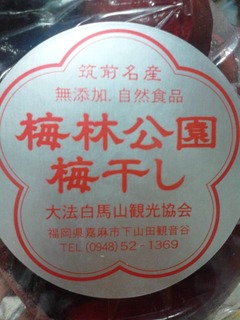 筑前名産
無添加.自然食品
梅林公園
梅干し
大法白馬山観光協会
福岡県嘉麻市下山田観音谷
TEL (0948) 52-1369